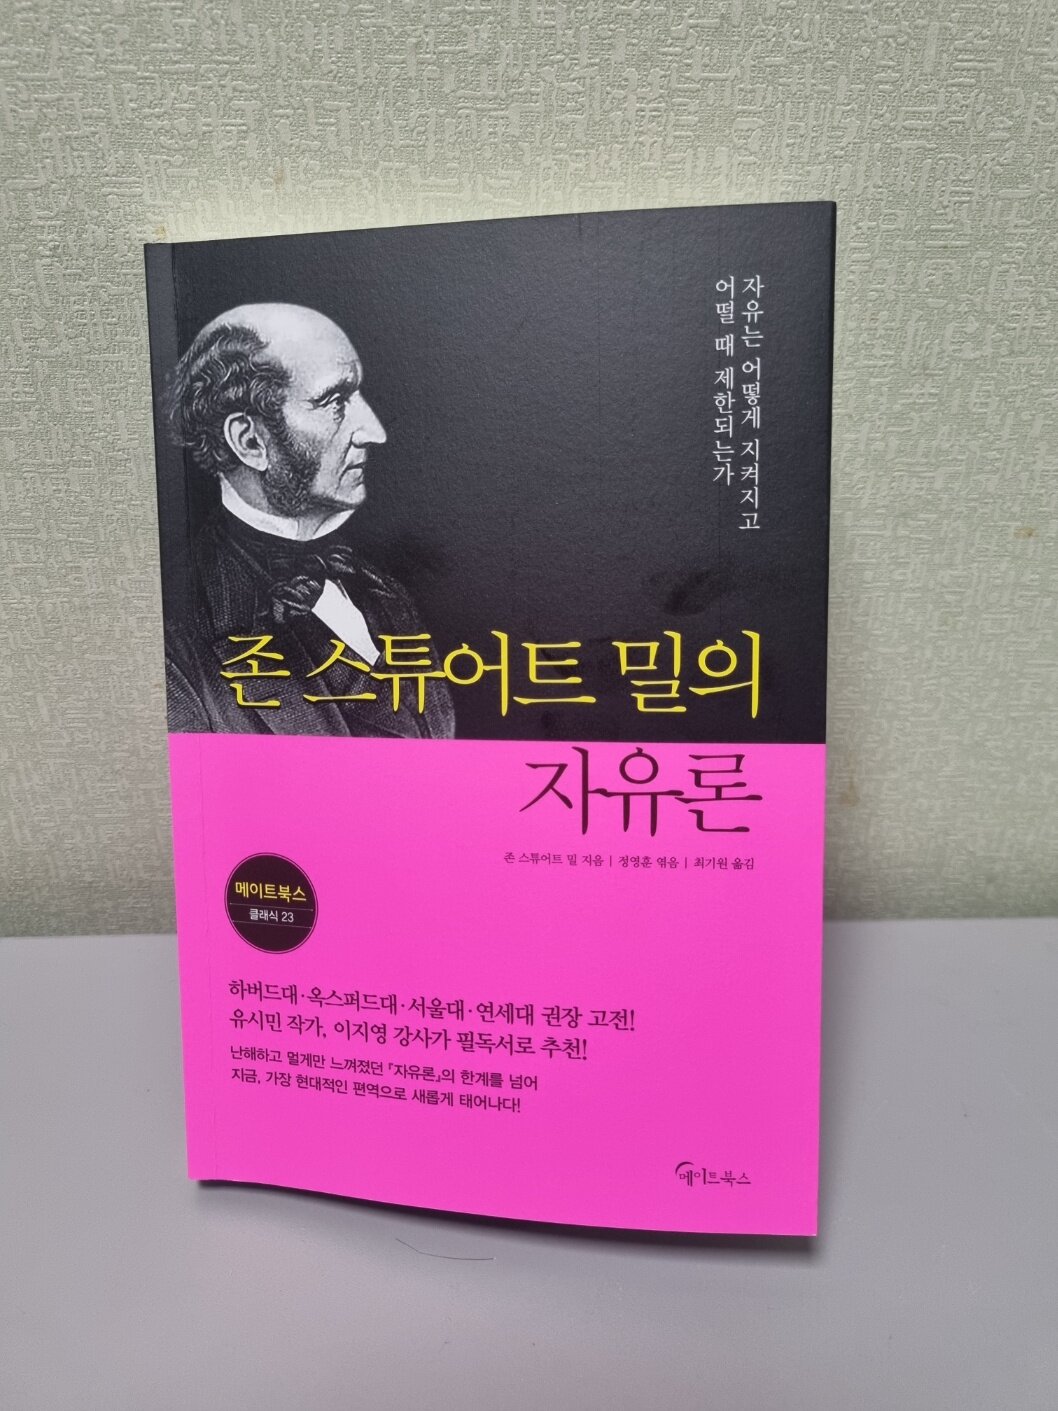 자유는 어떻게 지켜지고
어떨 때 제한되는가
존 스튜어트 밀의
자유론
존 스튜어트 밀 지음 | 정영훈 엮음 | 최기원 옮김
메이트북스
클래식 23
하버드대·옥스퍼드대·서울대·연세대 권장 고전!
유시민 작가, 이지영 강사가 필독서로 추천!
난해하고 멀게만 느껴졌던 『자유론』의 한계를 넘어
지금, 가장 현대적인 편역으로 새롭게 태어나다!
메이트북스